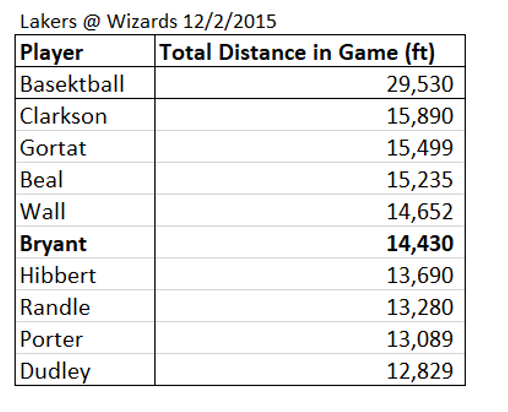 Lakers @ Wizards 12/2/2015
Player Total Distance in Game (ft)
Basektball 29,530
Clarkson 15,890
Gortat 15,499
Beal 15,235
Wall 14,652
Bryant 14,430
Hibbert 13,690
Randle 13,280
Porter 13,089
Dudley 12,829